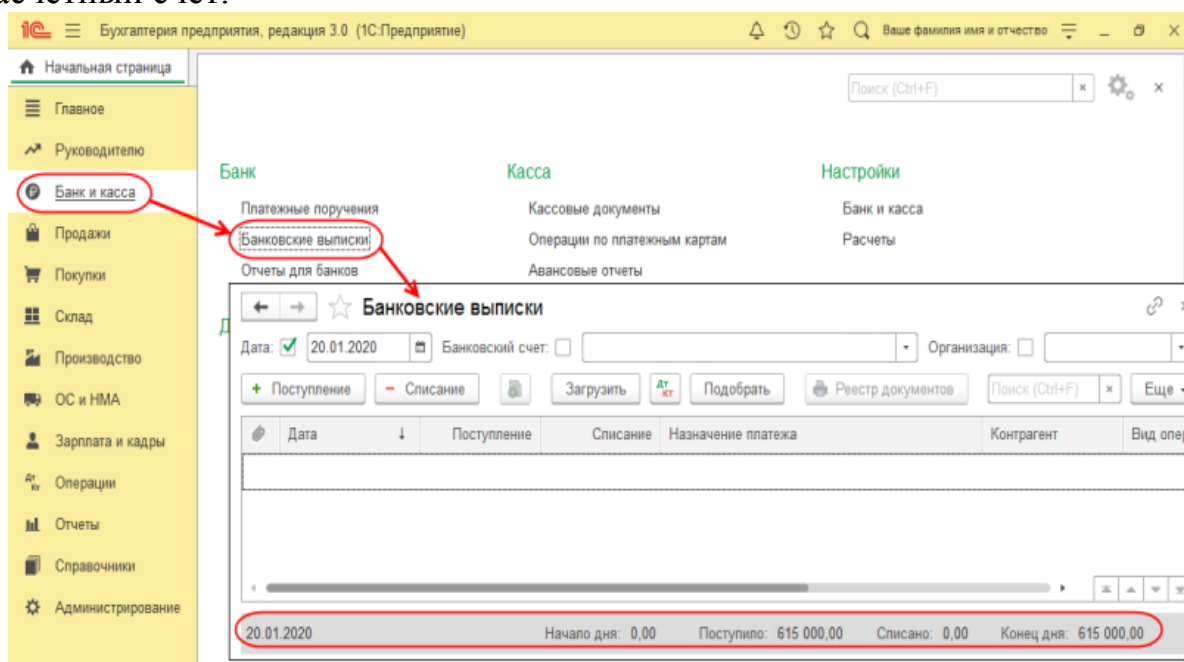 расчетный счет.
1С Бухгалтерия предприятия, редакция 3.0 (1С:Предприятие) Ваше фамилия имя и отчество
Начальная страница
Поиск (Ctrl+F)
Главное
Руководителю
Банк и касса
Продажи
Покупки
Склад
Производство
ОС и НМА
Зарплата и кадры
Операции
Отчеты
Справочники
Администрирование
Банк Касса Настройки
Платежные поручения Кассовые документы Банк и касса
Банковские выписки Операции по платежным картам Расчеты
Отчеты для банков Авансовые отчеты
Банковские выписки
Дата: 20.01.2020 Банковский счет: Организация:
+ Поступление − Списание Загрузить Дт Кт Подобрать Реестр документов Поиск (Ctrl+F) × Еще
Дата ↓ Поступление Списание Назначение платежа Контрагент Вид опер
20.01.2020 Начало дня: 0,00 Поступило: 615 000,00 Списано: 0,00 Конец дня: 615 000,00